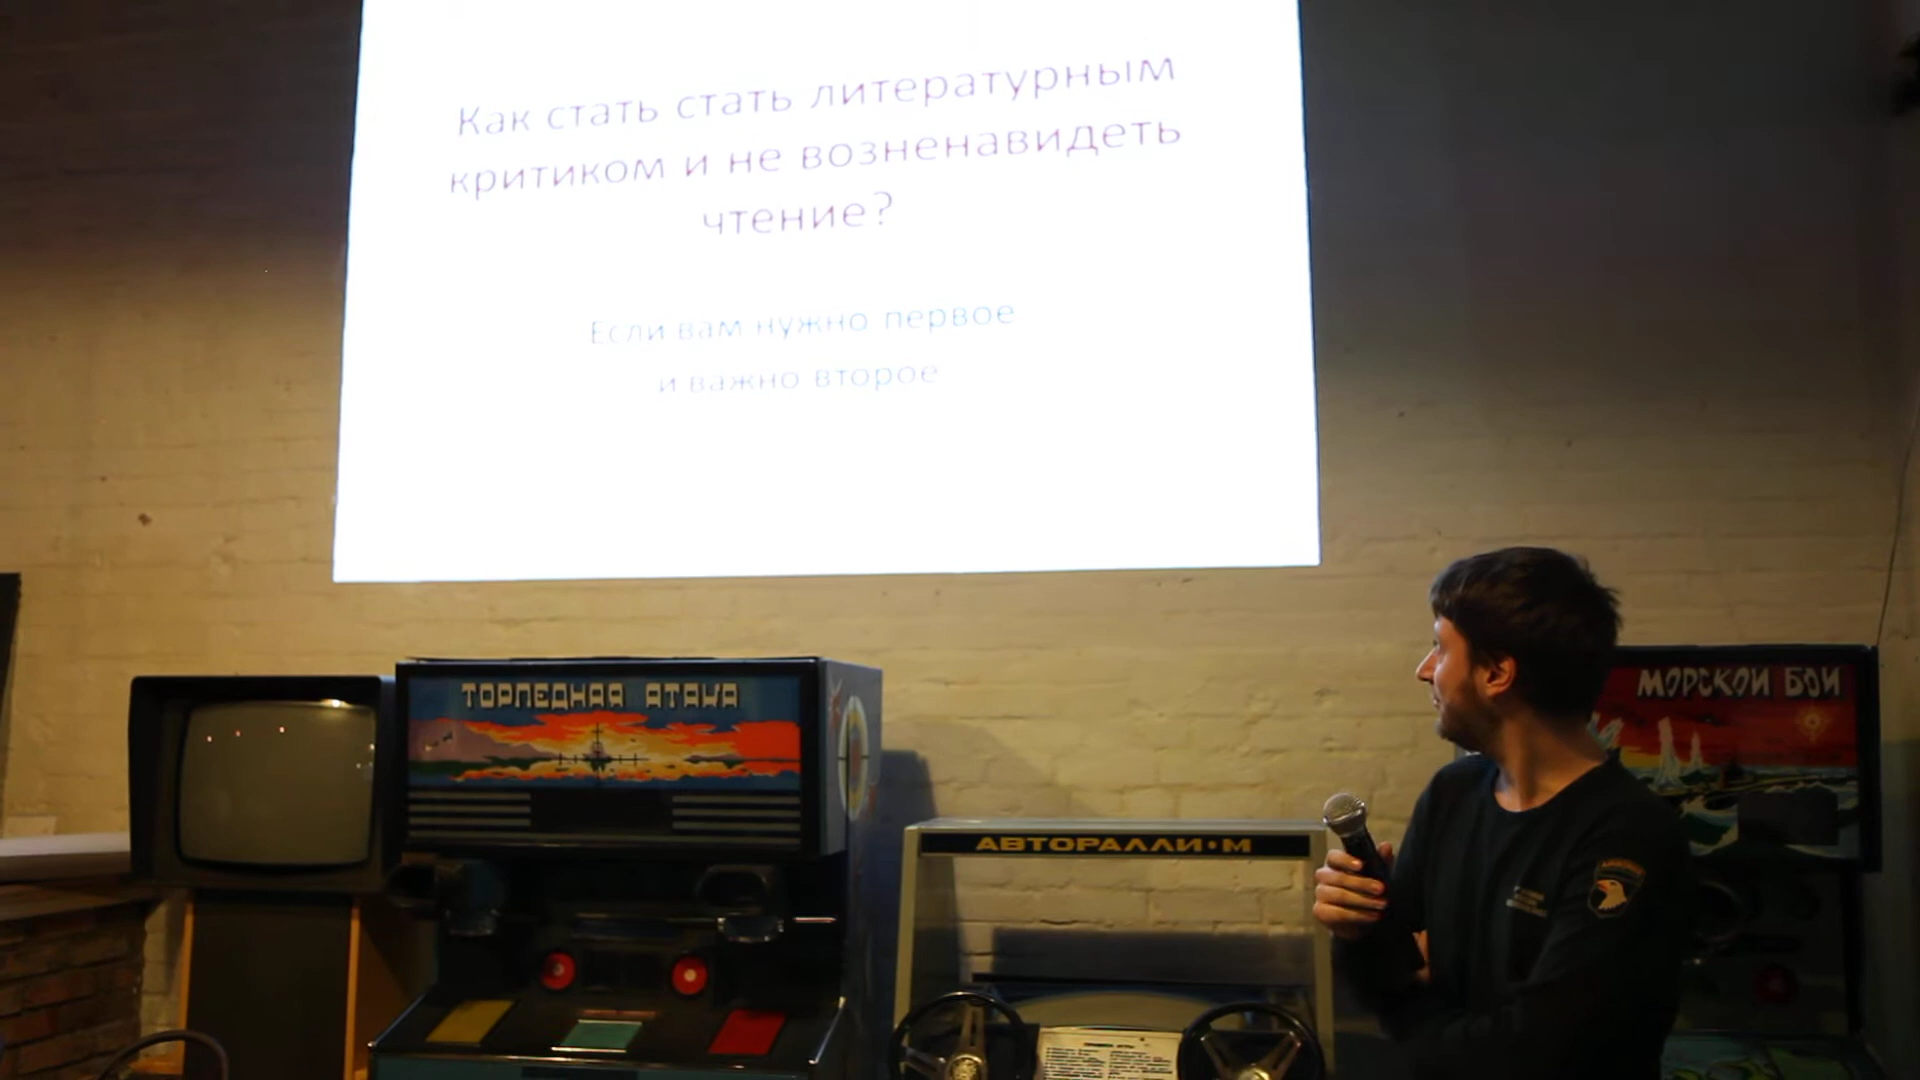 Как стать стать литературным
критиком и не возненавидеть
чтение?
Если вам нужно первое
и важно второе
ТОРПЕДНАЯ АТАКА
МОРСКОЙ БОЙ
АВТОРАЛЛИ·М